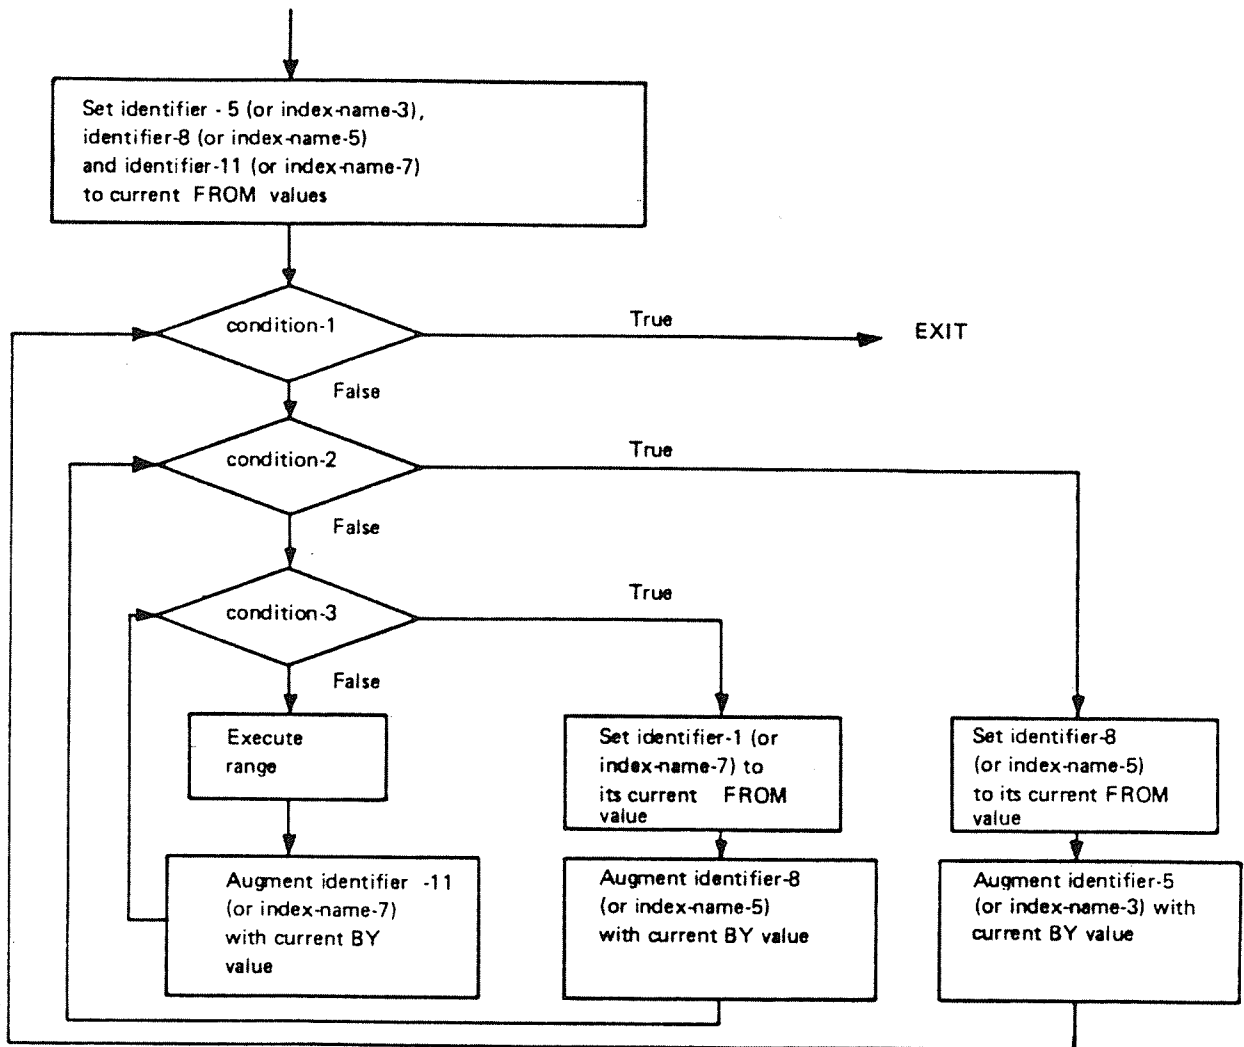 Set identifier - 5 (or index-name-3),
identifier-8 (or index-name-5)
and identifier-11 (or index-name-7)
to current FROM values
condition-1
True
EXIT
False
condition-2
True
False
condition-3
True
False
Execute
range
Set identifier-1 (or
index-name-7) to
its current FROM
value
Set identifier-8
(or index-name-5)
to its current FROM
value
Augment identifier -11
(or index-name-7)
with current BY
value
Augment identifier-8
(or index-name-5)
with current BY value
Augment identifier-5
(or index-name-3) with
current BY value